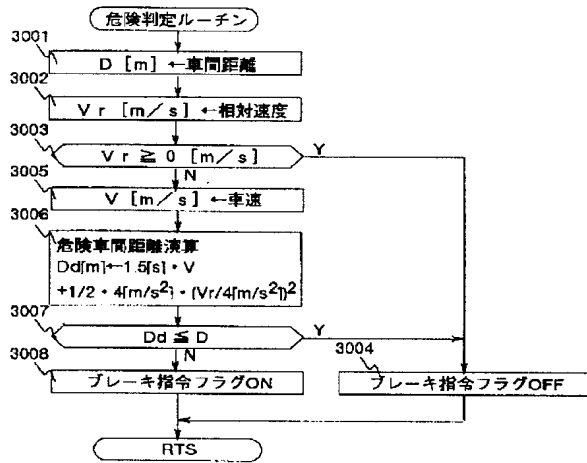 危険判定ルーチン
3001
D [m] ←車間距離
3002
Vr [m/s] ←相対速度
3003
Vr ≧ 0 [m/s]
Y
N
3005
V [m/s] ←車速
3006
危険車間距離演算
Dd[m]←1.5[s]・V
+1/2・4[m/s²]・(Vr/4[m/s²])²
3007
Dd ≦ D
Y
N
3008
ブレーキ指令フラグON
3004
ブレーキ指令フラグOFF
RTS